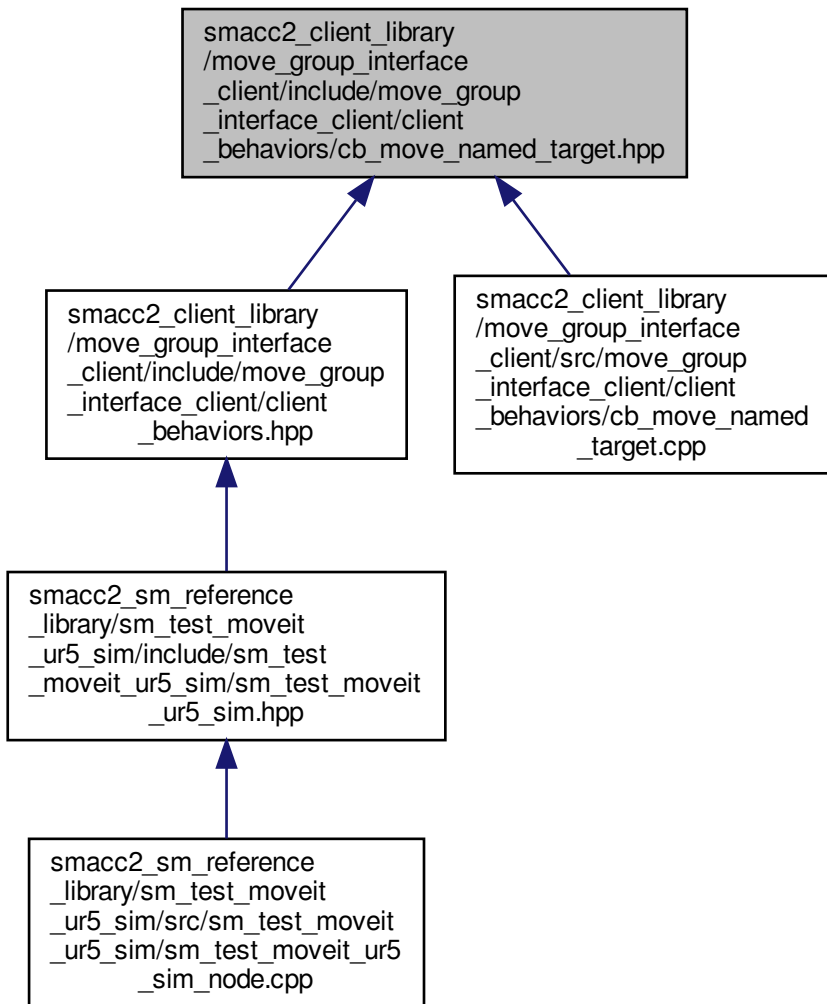 smacc2_client_library
/move_group_interface
_client/include/move_group
_interface_client/client
_behaviors/cb_move_named_target.hpp
smacc2_client_library
/move_group_interface
_client/include/move_group
_interface_client/client
_behaviors.hpp
smacc2_client_library
/move_group_interface
_client/src/move_group
_interface_client/client
_behaviors/cb_move_named
_target.cpp
smacc2_sm_reference
_library/sm_test_moveit
_ur5_sim/include/sm_test
_moveit_ur5_sim/sm_test_moveit
_ur5_sim.hpp
smacc2_sm_reference
_library/sm_test_moveit
_ur5_sim/src/sm_test_moveit
_ur5_sim/sm_test_moveit_ur5
_sim_node.cpp